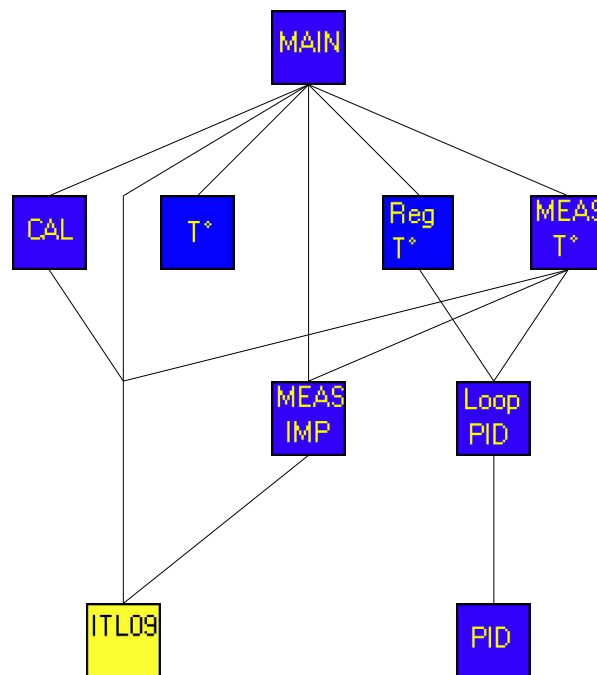 MAIN
CAL
T°
Reg
T°
MEAS
T°
MEAS
IMP
Loop
PID
ITL09
PID